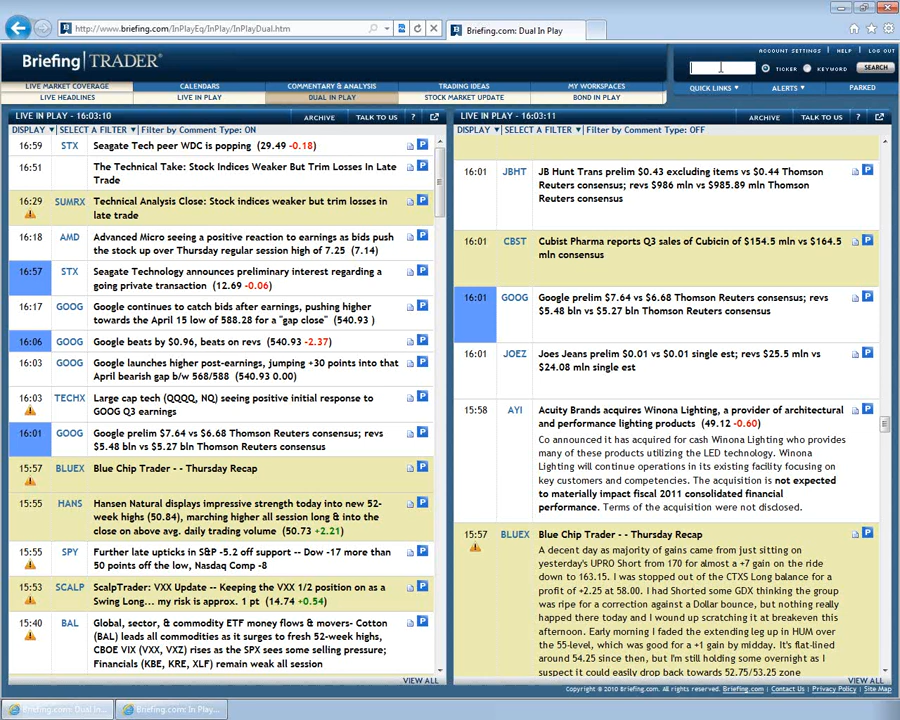 http://www.briefing.com/InPlayEq/InPlay/InPlayDual.htm
Briefing.com: Dual In Play
Briefing TRADER
ACCOUNT SETTINGS | HELP | LOG OUT
TICKER KEYWORD SEARCH
QUICK LINKS ALERTS PARKED
LIVE MARKET COVERAGE CALENDARS COMMENTARY & ANALYSIS TRADING IDEAS MY WORKSPACES
LIVE HEADLINES LIVE IN PLAY DUAL IN PLAY STOCK MARKET UPDATE BOND IN PLAY
LIVE IN PLAY - 16:03:10 ARCHIVE TALK TO US ?
DISPLAY SELECT A FILTER Filter by Comment Type: ON
16:59 STX Seagate Tech peer WDC is popping (29.49 -0.18)
16:51 The Technical Take: Stock Indices Weaker But Trim Losses In Late
Trade
16:29 SUMRX Technical Analysis Close: Stock indices weaker but trim losses in
late trade
16:18 AMD Advanced Micro seeing a positive reaction to earnings as bids push
the stock up over Thursday regular session high of 7.25 (7.14)
16:57 STX Seagate Technology announces preliminary interest regarding a
going private transaction (12.69 -0.06)
16:17 GOOG Google continues to catch bids after earnings, pushing higher
towards the April 15 low of 588.28 for a "gap close" (540.93 )
16:06 GOOG Google beats by $0.96, beats on revs (540.93 -2.37)
16:03 GOOG Google launches higher post-earnings, jumping +30 points into that
April bearish gap b/w 568/588 (540.93 0.00)
16:03 TECHX Large cap tech (QQQQ, NQ) seeing positive initial response to
GOOG Q3 earnings
16:01 GOOG Google prelim $7.64 vs $6.68 Thomson Reuters consensus; revs
$5.48 bln vs $5.27 bln Thomson Reuters consensus
15:57 BLUEX Blue Chip Trader - - Thursday Recap
15:55 HANS Hansen Natural displays impressive strength today into new 52-
week highs (50.84), marching higher all session long & into the
close on above avg. daily trading volume (50.73 +2.21)
15:55 SPY Further late upticks in S&P -5.2 off support -- Dow -17 more than
50 points off the low, Nasdaq Comp -8
15:53 SCALP ScalpTrader: VXX Update -- Keeping the VXX 1/2 position on as a
Swing Long... my risk is approx. 1 pt (14.74 +0.54)
15:40 BAL Global, sector, & commodity ETF money flows & movers- Cotton
(BAL) leads all commodities as it surges to fresh 52-week highs,
CBOE VIX (VXX, VXZ) rises as the SPX sees some selling pressure;
Financials (KBE, KRE, XLF) remain weak all session
VIEW ALL
LIVE IN PLAY - 16:03:11 ARCHIVE TALK TO US ?
DISPLAY SELECT A FILTER Filter by Comment Type: OFF
16:01 JBHT JB Hunt Trans prelim $0.43 excluding items vs $0.44 Thomson
Reuters consensus; revs $986 mln vs $985.89 mln Thomson
Reuters consensus
16:01 CBST Cubist Pharma reports Q3 sales of Cubicin of $154.5 mln vs $164.5
mln consensus
16:01 GOOG Google prelim $7.64 vs $6.68 Thomson Reuters consensus; revs
$5.48 bln vs $5.27 bln Thomson Reuters consensus
16:01 JOEZ Joes Jeans prelim $0.01 vs $0.01 single est; revs $25.5 mln vs
$24.08 mln single est
15:58 AYI Acuity Brands acquires Winona Lighting, a provider of architectural
and performance lighting products (49.12 -0.60)
Co announced it has acquired for cash Winona Lighting who provides
many of these products utilizing the LED technology. Winona
Lighting will continue operations in its existing facility focusing on
key customers and competencies. The acquisition is not expected
to materially impact fiscal 2011 consolidated financial
performance. Terms of the acquisition were not disclosed.
15:57 BLUEX Blue Chip Trader - - Thursday Recap
A decent day as majority of gains came from just sitting on
yesterday's UPRO Short from 170 for almost a +7 gain on the ride
down to 163.15. I was stopped out of the CTXS Long balance for a
profit of +2.25 at 58.00. I had Shorted some GDX thinking the group
was ripe for a correction against a Dollar bounce, but nothing really
happened there today and I wound up scratching it at breakeven this
afternoon. Early morning I faded the extending leg up in HUM over
the 55-level, which was good for a +1 gain by midday. It's flat-lined
around 54.25 since then, but I'm still holding some overnight as I
suspect it could easily drop back towards 52.75/53.25 zone
VIEW ALL
Copyright © 2010 Briefing.com. All rights reserved. Briefing.com | Contact Us | Privacy Policy | Site Map
Briefing.com: Dual In...
Briefing.com: In Play...